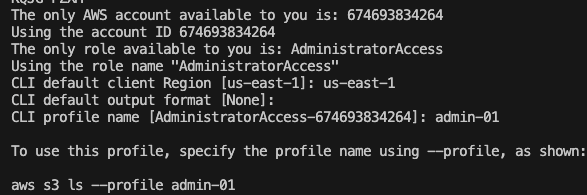 The only AWS account available to you is: 674693834264
Using the account ID 674693834264
The only role available to you is: AdministratorAccess
Using the role name "AdministratorAccess"
CLI default client Region [us-east-1]: us-east-1
CLI default output format [None]:
CLI profile name [AdministratorAccess-674693834264]: admin-01
To use this profile, specify the profile name using --profile, as shown:
aws s3 ls --profile admin-01